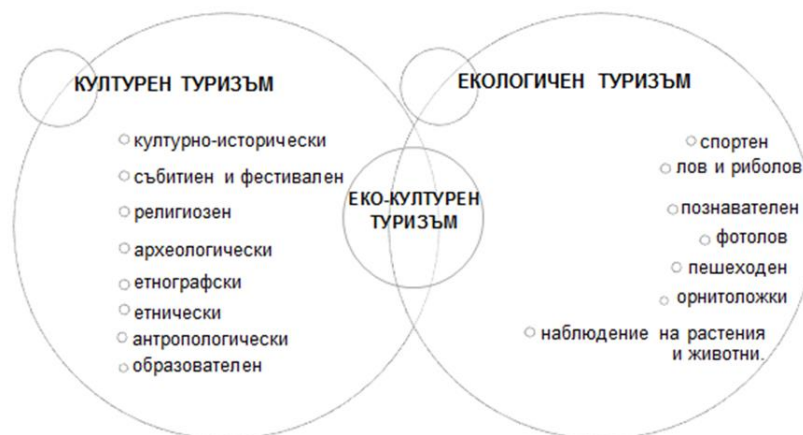 КУЛТУРЕН ТУРИЗЪМ
културно-исторически
събитиен и фестивален
религиозен
археологически
етнографски
етнически
антропологически
образователен
ЕКО-КУЛТУРЕН
ТУРИЗЪМ
ЕКОЛОГИЧЕН ТУРИЗЪМ
спортен
лов и риболов
познавателен
фотолов
пешеходен
орнитоложки
наблюдение на растения
и животни.